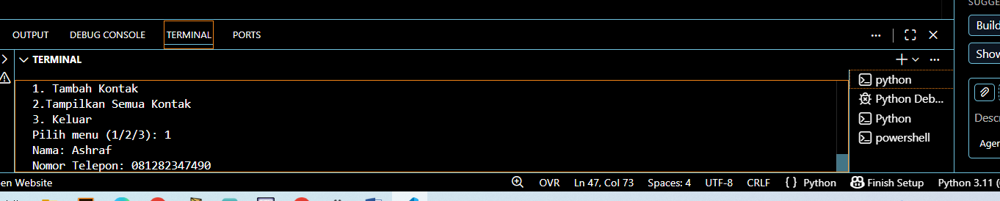 SUGGE
OUTPUT DEBUG CONSOLE TERMINAL PORTS
Build
Show
TERMINAL
1. Tambah Kontak
2.Tampilkan Semua Kontak
3. Keluar
Pilih menu (1/2/3): 1
Nama: Ashraf
Nomor Telepon: 081282347490
python
Python Deb...
Python
powershell
Descr
Agen
en Website
OVR Ln 47, Col 73 Spaces: 4 UTF-8 CRLF { } Python Finish Setup Python 3.11 (